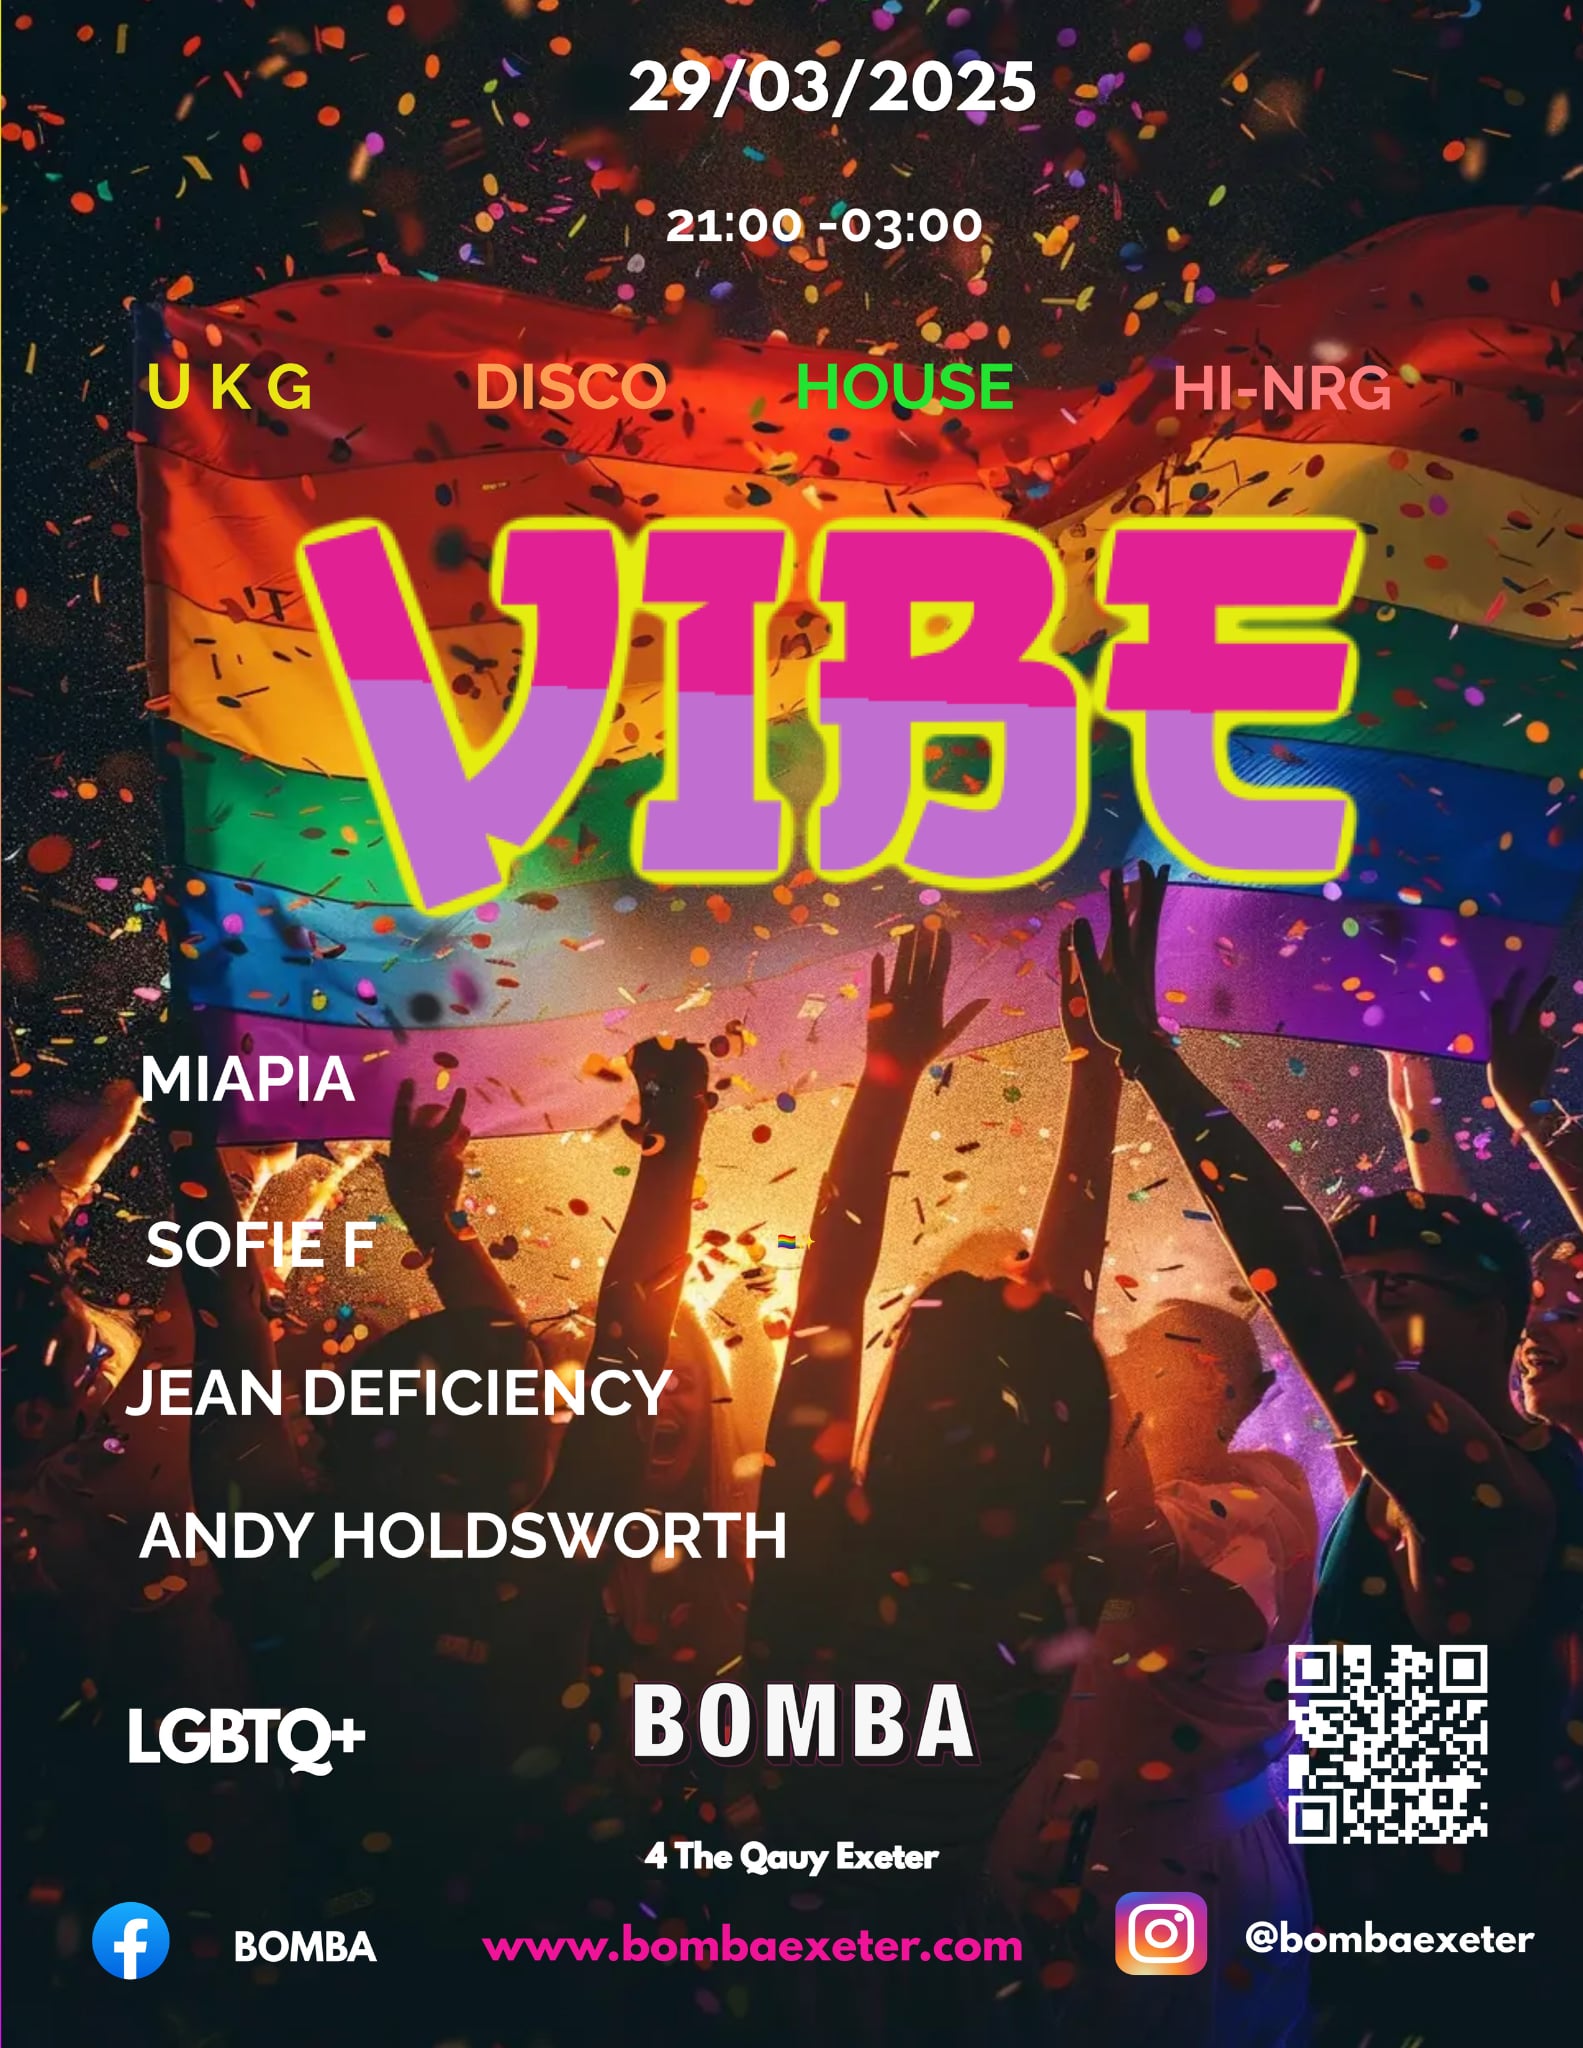 29/03/2025
21:00 -03:00
U K G DISCO HOUSE HI-NRG
VIBE
MIAPIA
SOFIE F
JEAN DEFICIENCY
ANDY HOLDSWORTH
LGBTQ+
BOMBA
4 The Qauy Exeter
BOMBA
www.bombaexeter.com
@bombaexeter